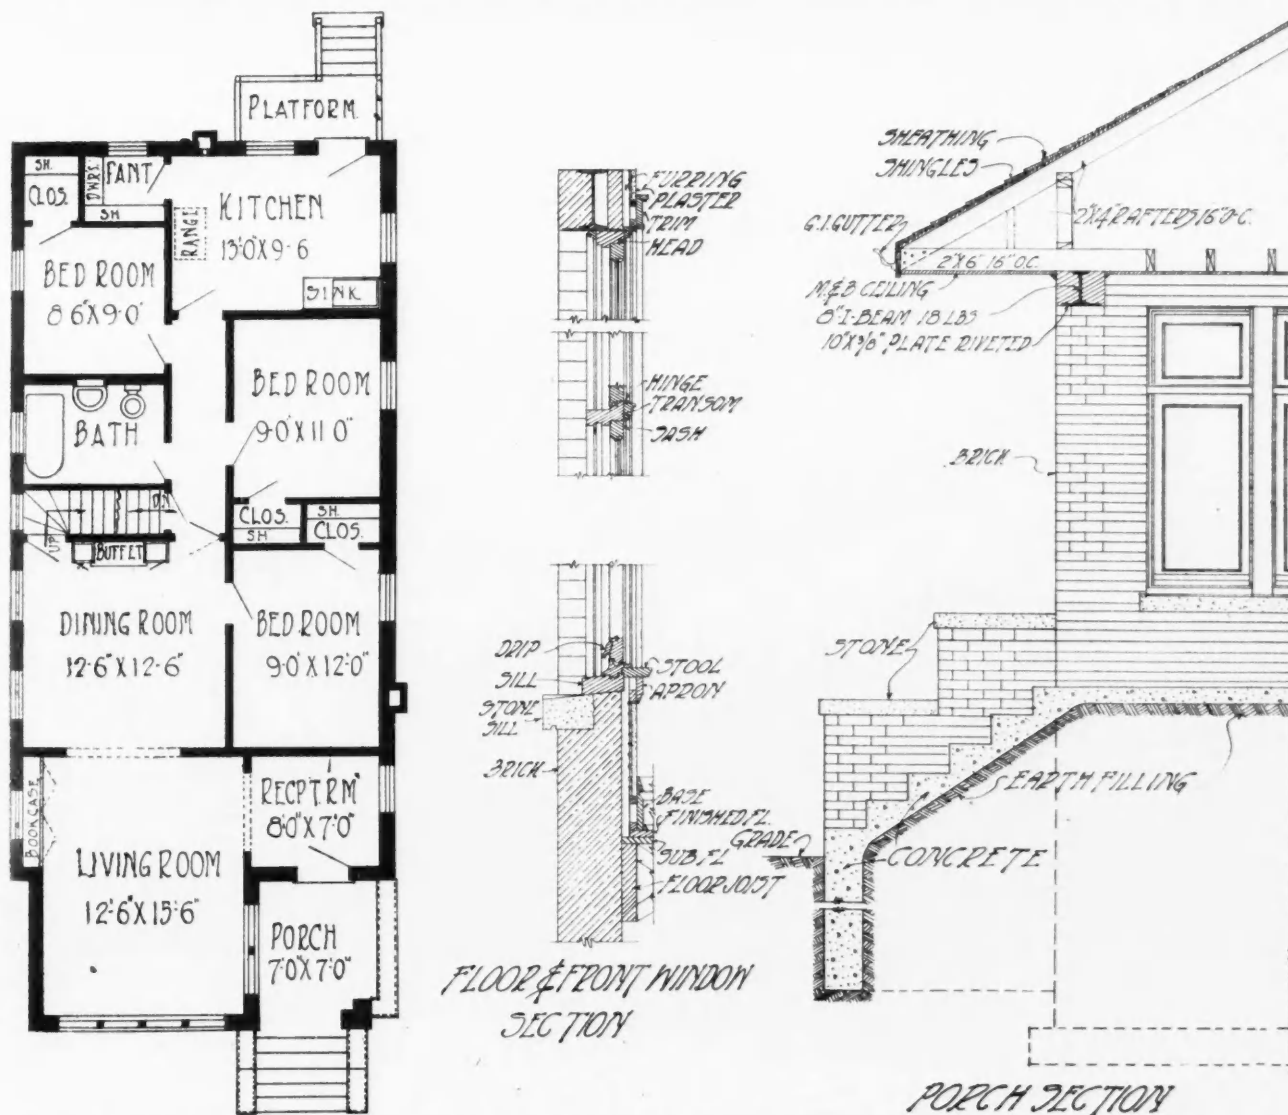 PLATFORM.
SH.
CLOS.
DWRS.
PANT
SH
RANGE
KITCHEN
13'-0"X9-6
SINK
BED ROOM
8'6"X9'-0"
BED ROOM
9'-0"X11'-0"
BATH
UP
DN
BUFFET
CLOS.
SH
SH.
CLOS.
DINING ROOM
12'-6"X12'-6"
BED ROOM
9'-0"X12'-0"
BOOKCASE
RECPT. RM
8'-0"X7'-0"
LIVING ROOM
12'-6"X15'-6"
PORCH
7'-0"X7'-0"
FURRING
PLASTER
TRIM
HEAD
HINGE
TRANSOM
SASH
DRIP
SILL
STONE
SILL
BRICK
STOOL
APRON
BASE
FINISHED FL.
SUB. FL
FLOOR JOIST
FLOOR & FRONT WINDOW
SECTION
SHEATHING
SHINGLES
G.I. GUTTER
2"X4" RAFTERS 16" O-C.
2"X6" 16" O.C.
M.&B CEILING
8" I-BEAM 18 LBS
10"X3/8" PLATE RIVETED
BRICK
STONE
EARTH FILLING
GRADE
CONCRETE
PORCH SECTION